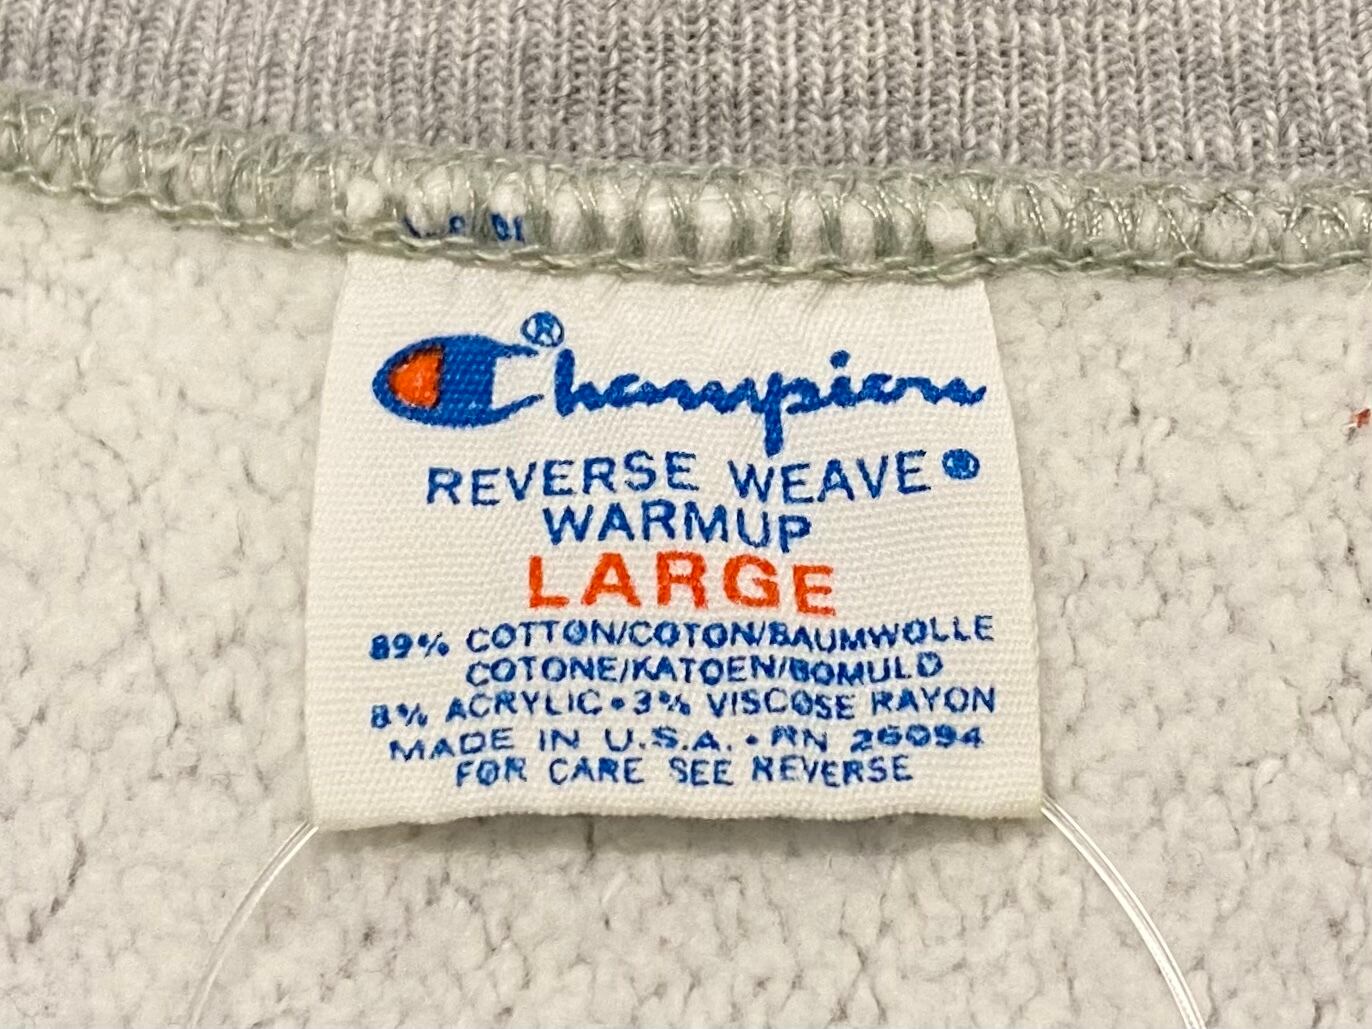 Champion®
REVERSE WEAVE®
WARMUP
LARGE
89% COTTON/COTON/BAUMWOLLE
COTONE/KATOEN/BOMULD
8% ACRYLIC • 3% VISCOSE RAYON
MADE IN U.S.A. • RN 26094
FOR CARE SEE REVERSE